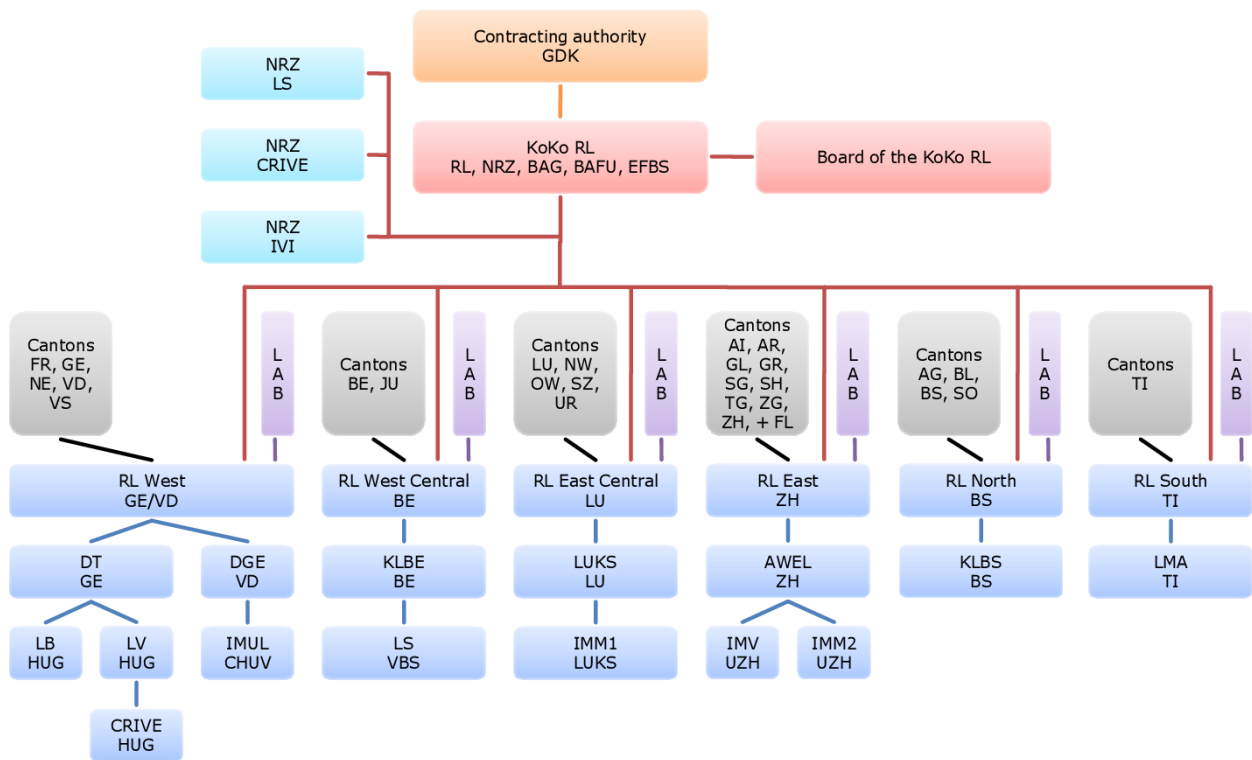 Contracting authority
GDK
NRZ
LS
NRZ
CRIVE
NRZ
IVI
KoKo RL
RL, NRZ, BAG, BAFU, EFBS
Board of the KoKo RL
Cantons
FR, GE,
NE, VD,
VS
L
A
B
Cantons
BE, JU
L
A
B
Cantons
LU, NW,
OW, SZ,
UR
L
A
B
Cantons
AI, AR,
GL, GR,
SG, SH,
TG, ZG,
ZH, + FL
L
A
B
Cantons
AG, BL,
BS, SO
L
A
B
Cantons
TI
L
A
B
RL West
GE/VD
RL West Central
BE
RL East Central
LU
RL East
ZH
RL North
BS
RL South
TI
DT
GE
DGE
VD
KLBE
BE
LUKS
LU
AWEL
ZH
KLBS
BS
LMA
TI
LB
HUG
LV
HUG
IMUL
CHUV
LS
VBS
IMM1
LUKS
IMV
UZH
IMM2
UZH
CRIVE
HUG